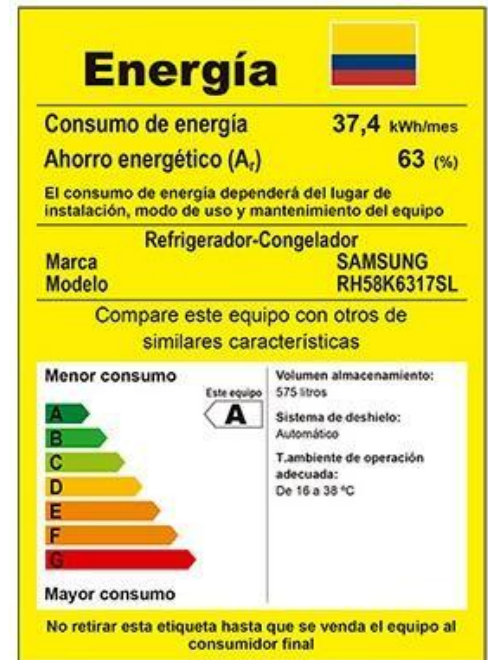 Energía
Consumo de energía 37,4 kWh/mes
Ahorro energético (Ar) 63 (%)
El consumo de energía dependerá del lugar de
instalación, modo de uso y mantenimiento del equipo
Refrigerador-Congelador
Marca SAMSUNG
Modelo RH58K6317SL
Compare este equipo con otros de
similares características
Menor consumo
Este equipo
A
A
B
C
D
E
F
G
Mayor consumo
Volumen almacenamiento:
575 litros
Sistema de deshielo:
Automático
T.ambiente de operación
adecuada:
De 16 a 38 ºC
No retirar esta etiqueta hasta que se venda el equipo al
consumidor final